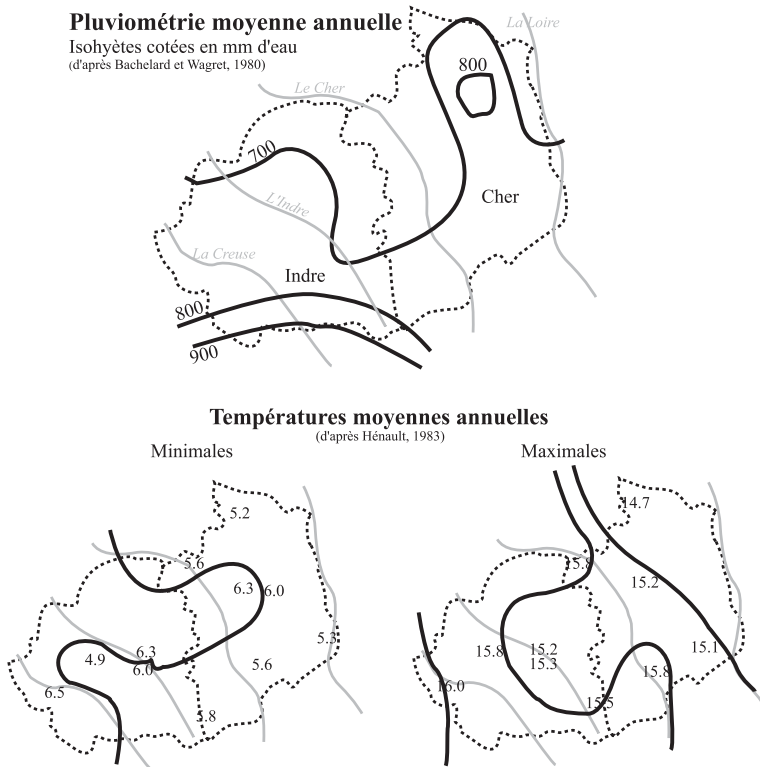 Pluviométrie moyenne annuelle
Isohyètes cotées en mm d'eau
(d'après Bachelard et Wagret, 1980)
La Loire
800
Le Cher
700
Cher
L'Indre
La Creuse
Indre
800
900
Températures moyennes annuelles
(d'après Hénault, 1983)
Minimales
Maximales
5.2
5.6
6.3
6.0
6.3
4.9
6.0
5.3
5.6
6.5
5.8
14.7
15.8
15.2
15.8
15.2
15.3
15.1
15.8
16.0
15.5